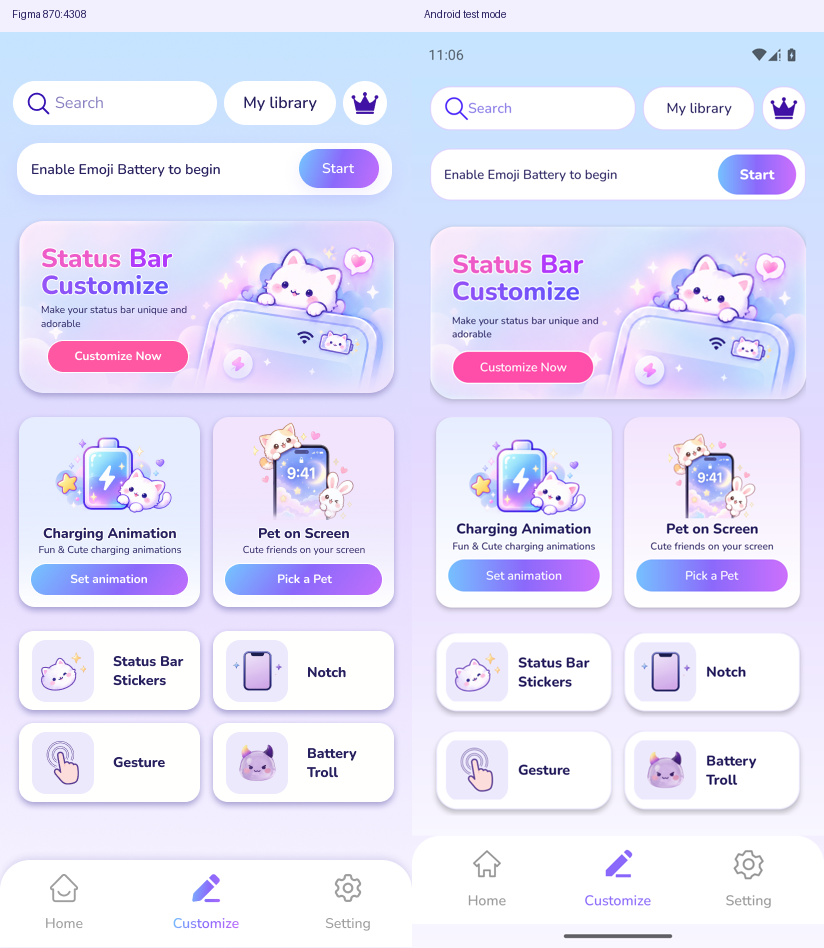 Figma 870:4308
Search
My library
Enable Emoji Battery to begin
Start
Status Bar
Customize
Make your status bar unique and
adorable
Customize Now
9:41
Charging Animation
Fun & Cute charging animations
Set animation
Pet on Screen
Cute friends on your screen
Pick a Pet
Status Bar
Stickers
Notch
Gesture
Battery
Troll
Home
Customize
Setting
Android test mode
11:06
Search
My library
Enable Emoji Battery to begin
Start
Status Bar
Customize
Make your status bar unique and
adorable
Customize Now
9:41
Charging Animation
Fun & Cute charging animations
Set animation
Pet on Screen
Cute friends on your screen
Pick a Pet
Status Bar
Stickers
Notch
Gesture
Battery
Troll
Home
Customize
Setting